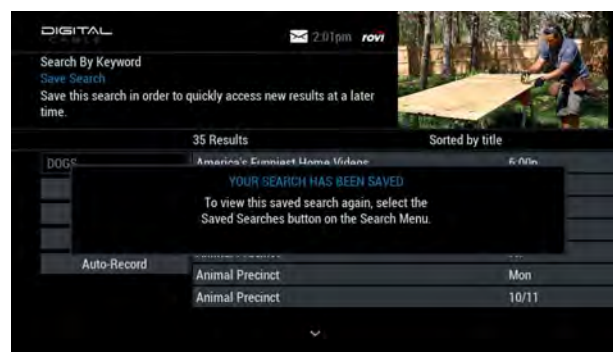 DIGITAL
CABLE
2:01pm rovi
Search By Keyword
Save Search
Save this search in order to quickly access new results at a later
time.
35 Results Sorted by title
DOGS America's Funniest Home Videos 6:00p
YOUR SEARCH HAS BEEN SAVED
To view this saved search again, select the
Saved Searches button on the Search Menu.
Auto-Record
Animal Precinct Mon
Animal Precinct 10/11